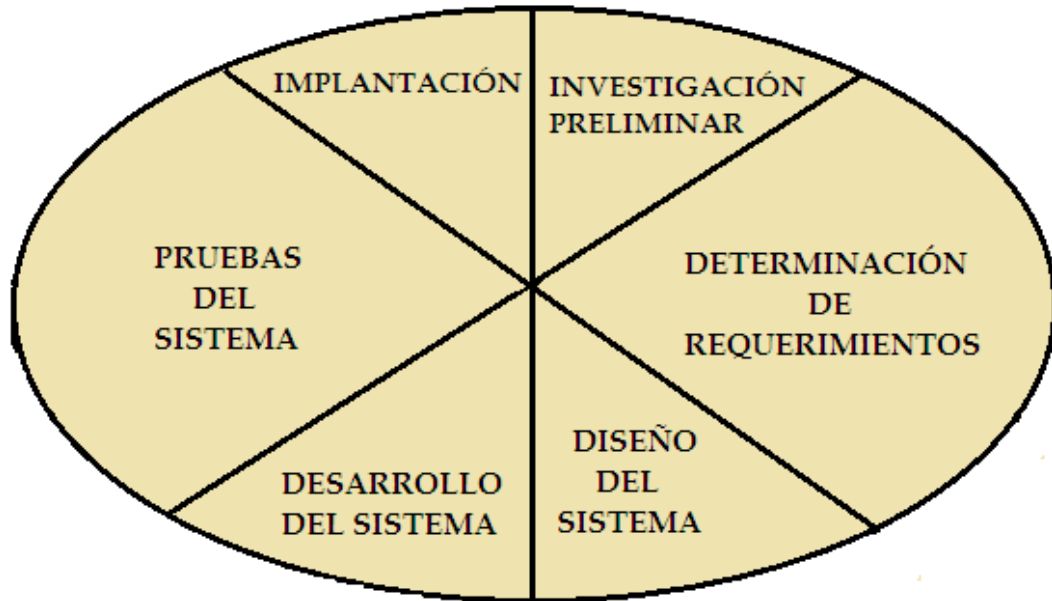 IMPLANTACIÓN
INVESTIGACIÓN
PRELIMINAR
DETERMINACIÓN
DE
REQUERIMIENTOS
DISEÑO
DEL
SISTEMA
DESARROLLO
DEL SISTEMA
PRUEBAS
DEL
SISTEMA